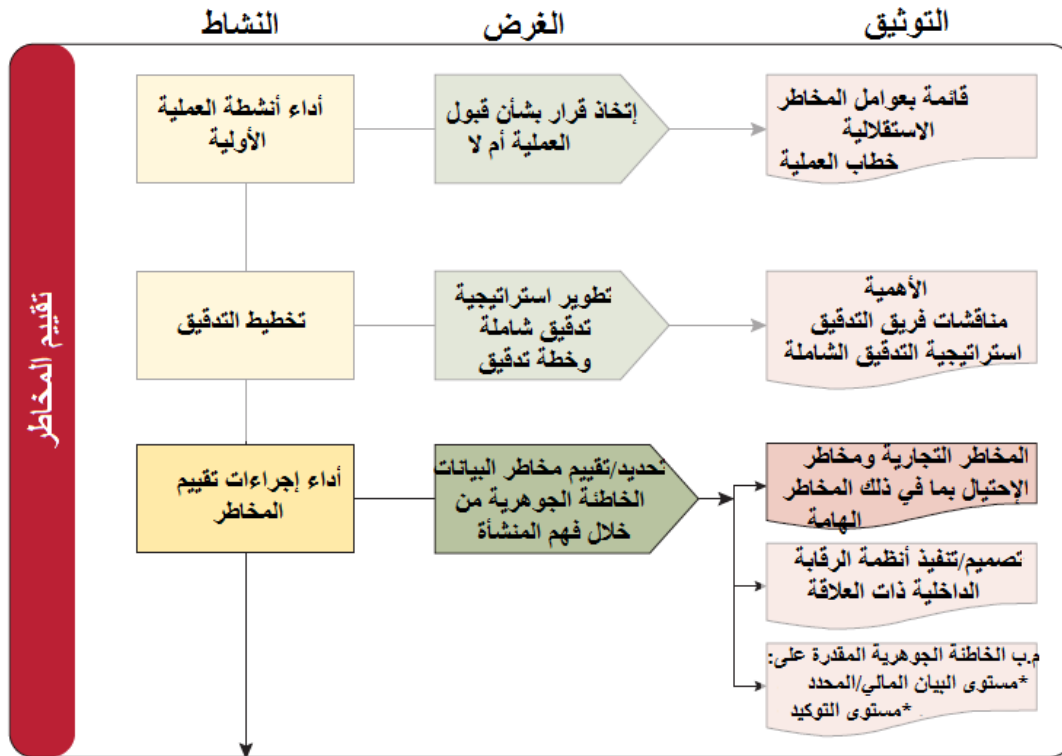 النشاط
الغرض
التوثيق
تقييم المخاطر
أداء أنشطة العملية
الأولية
إتخاذ قرار بشأن قبول
العملية أم لا
قائمة بعوامل المخاطر
الاستقلالية
خطاب العملية
تخطيط التدقيق
تطوير استراتيجية
تدقيق شاملة
وخطة تدقيق
الأهمية
مناقشات فريق التدقيق
استراتيجية التدقيق الشاملة
أداء إجراءات تقييم
المخاطر
تحديد/تقييم مخاطر البيانات
الخاطئة الجوهرية من
خلال فهم المنشأة
المخاطر التجارية ومخاطر
الإحتيال بما في ذلك المخاطر
الهامة
تصميم/تنفيذ أنظمة الرقابة
الداخلية ذات العلاقة
م.ب الخاطئة الجوهرية المقدرة على:
*مستوى البيان المالي/المحدد
*مستوى التوكيد